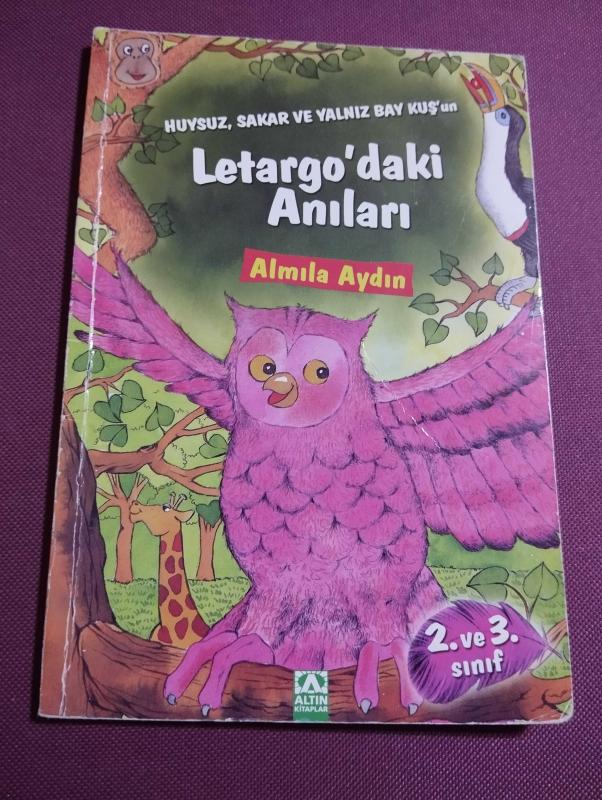 HUYSUZ, SAKAR VE YALNIZ BAY KUŞ'un
Letargo'daki
Anıları
Almıla Aydın
2. ve 3.
sınıf
ALTIN
KİTAPLAR